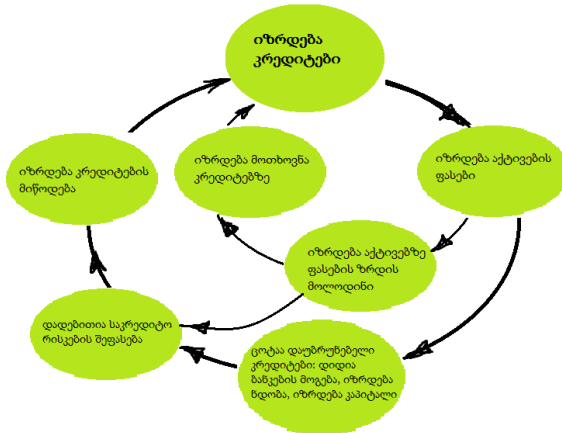 იზრდება
კრედიტები
იზრდება კრედიტების
მიწოდება
იზრდება მოთხოვნა
კრედიტებზე
იზრდება აქტივების
ფასები
იზრდება აქტივებზე
ფასების ზრდის
მოლოდინი
დადებითია საკრედიტო
რისკების შეფასება
ცოტაა დაუბრუნებელი
კრედიტები: დიდია
ბანკების მოგება, იზრდება
ნდობა, იზრდება კაპიტალი